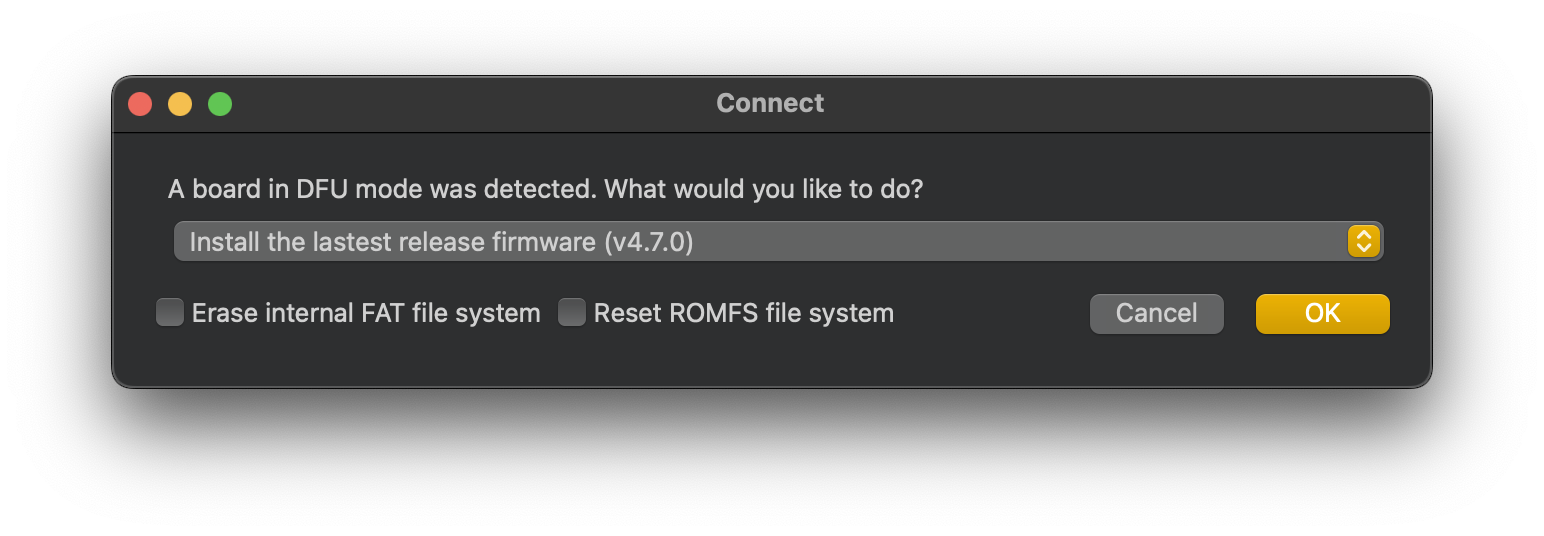 Connect
A board in DFU mode was detected. What would you like to do?
Install the lastest release firmware (v4.7.0)
Erase internal FAT file system Reset ROMFS file system Cancel OK